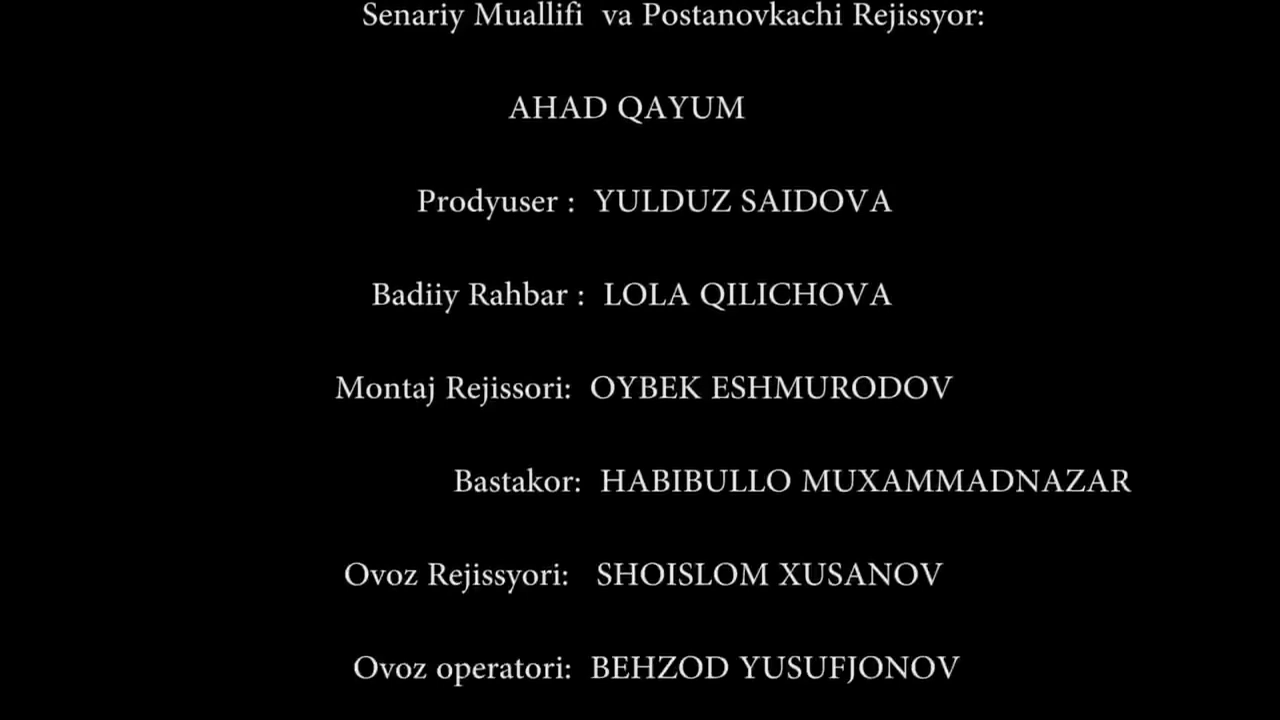 Senariy Muallifi va Postanovkachi Rejissyor:
AHAD QAYUM
Prodyuser : YULDUZ SAIDOVA
Badiiy Rahbar : LOLA QILICHOVA
Montaj Rejissori: OYBEK ESHMURODOV
Bastakor: HABIBULLO MUXAMMADNAZAR
Ovoz Rejissyori: SHOISLOM XUSANOV
Ovoz operatori: BEHZOD YUSUFJONOV